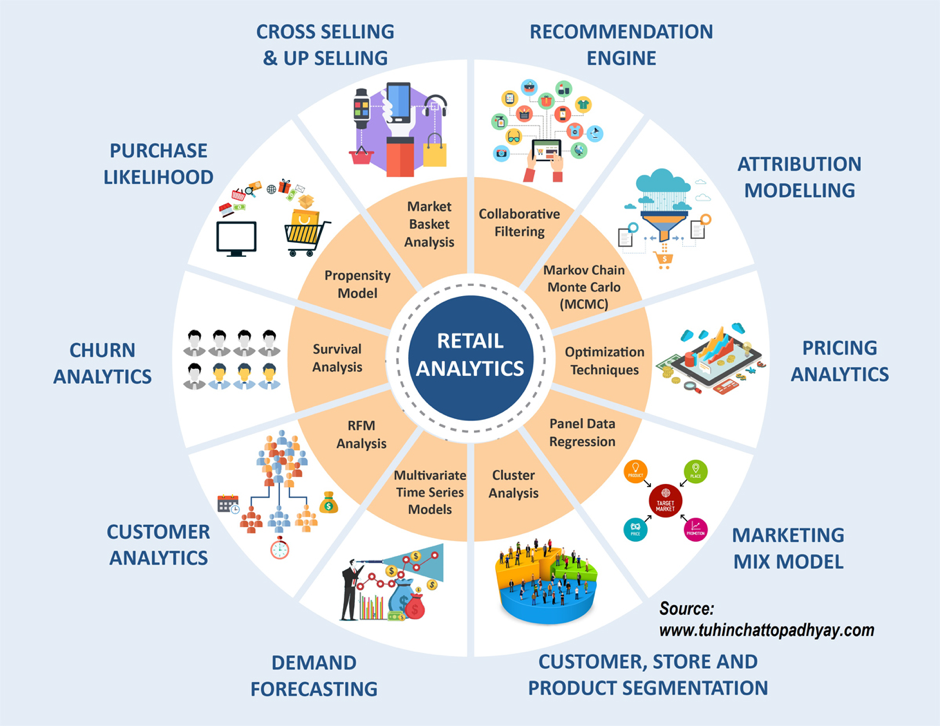 CROSS SELLING
& UP SELLING
RECOMMENDATION
ENGINE
PURCHASE
LIKELIHOOD
ATTRIBUTION
MODELLING
Market
Basket
Analysis
Collaborative
Filtering
Propensity
Model
Markov Chain
Monte Carlo
(MCMC)
CHURN
ANALYTICS
Survival
Analysis
RETAIL
ANALYTICS
Optimization
Techniques
PRICING
ANALYTICS
RFM
Analysis
Panel Data
Regression
Multivariate
Time Series
Models
Cluster
Analysis
PRODUCT
PLACE
TARGET
MARKET
PRICE
PROMOTION
CUSTOMER
ANALYTICS
MARKETING
MIX MODEL
Source:
www.tuhinchattopadhyay.com
DEMAND
FORECASTING
CUSTOMER, STORE AND
PRODUCT SEGMENTATION